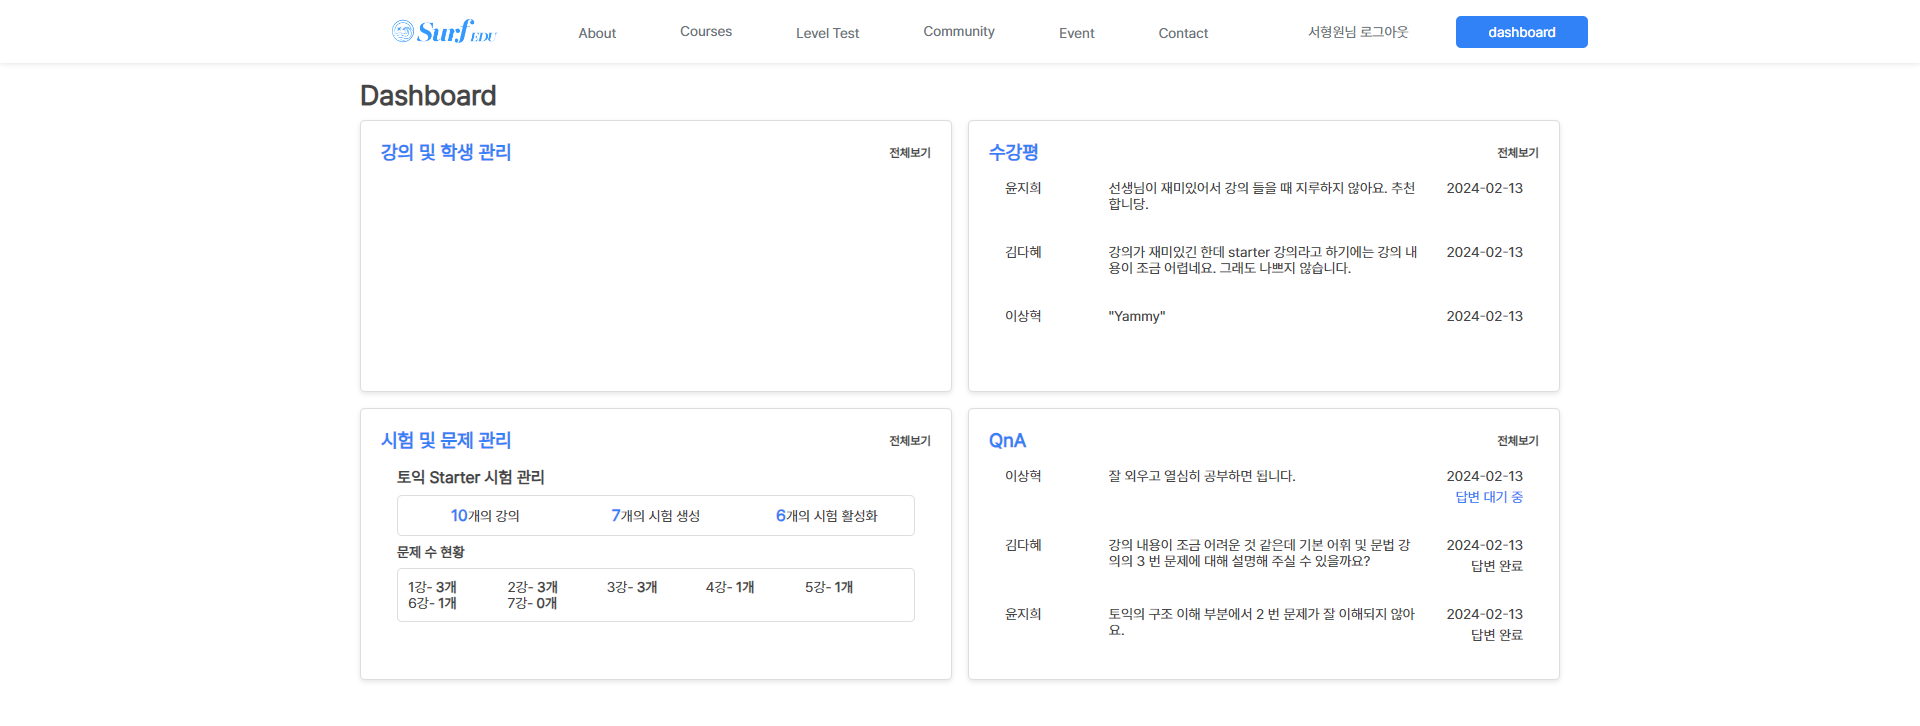 Surf EDU
About
Courses
Level Test
Community
Event
Contact
서형원님 로그아웃
dashboard
Dashboard
강의 및 학생 관리
전체보기
수강평
전체보기
윤지희
선생님이 재미있어서 강의 들을 때 지루하지 않아요. 추천
합니당.
2024-02-13
김다혜
강의가 재미있긴 한데 starter 강의라고 하기에는 강의 내
용이 조금 어렵네요. 그래도 나쁘지 않습니다.
2024-02-13
이상혁
"Yammy"
2024-02-13
시험 및 문제 관리
전체보기
토익 Starter 시험 관리
10개의 강의
7개의 시험 생성
6개의 시험 활성화
문제 수 현황
1강- 3개
2강- 3개
3강- 3개
4강- 1개
5강- 1개
6강- 1개
7강- 0개
QnA
전체보기
이상혁
잘 외우고 열심히 공부하면 됩니다.
2024-02-13
답변 대기 중
김다혜
강의 내용이 조금 어려운 것 같은데 기본 어휘 및 문법 강
의의 3 번 문제에 대해 설명해 주실 수 있을까요?
2024-02-13
답변 완료
윤지희
토익의 구조 이해 부분에서 2 번 문제가 잘 이해되지 않아
요.
2024-02-13
답변 완료